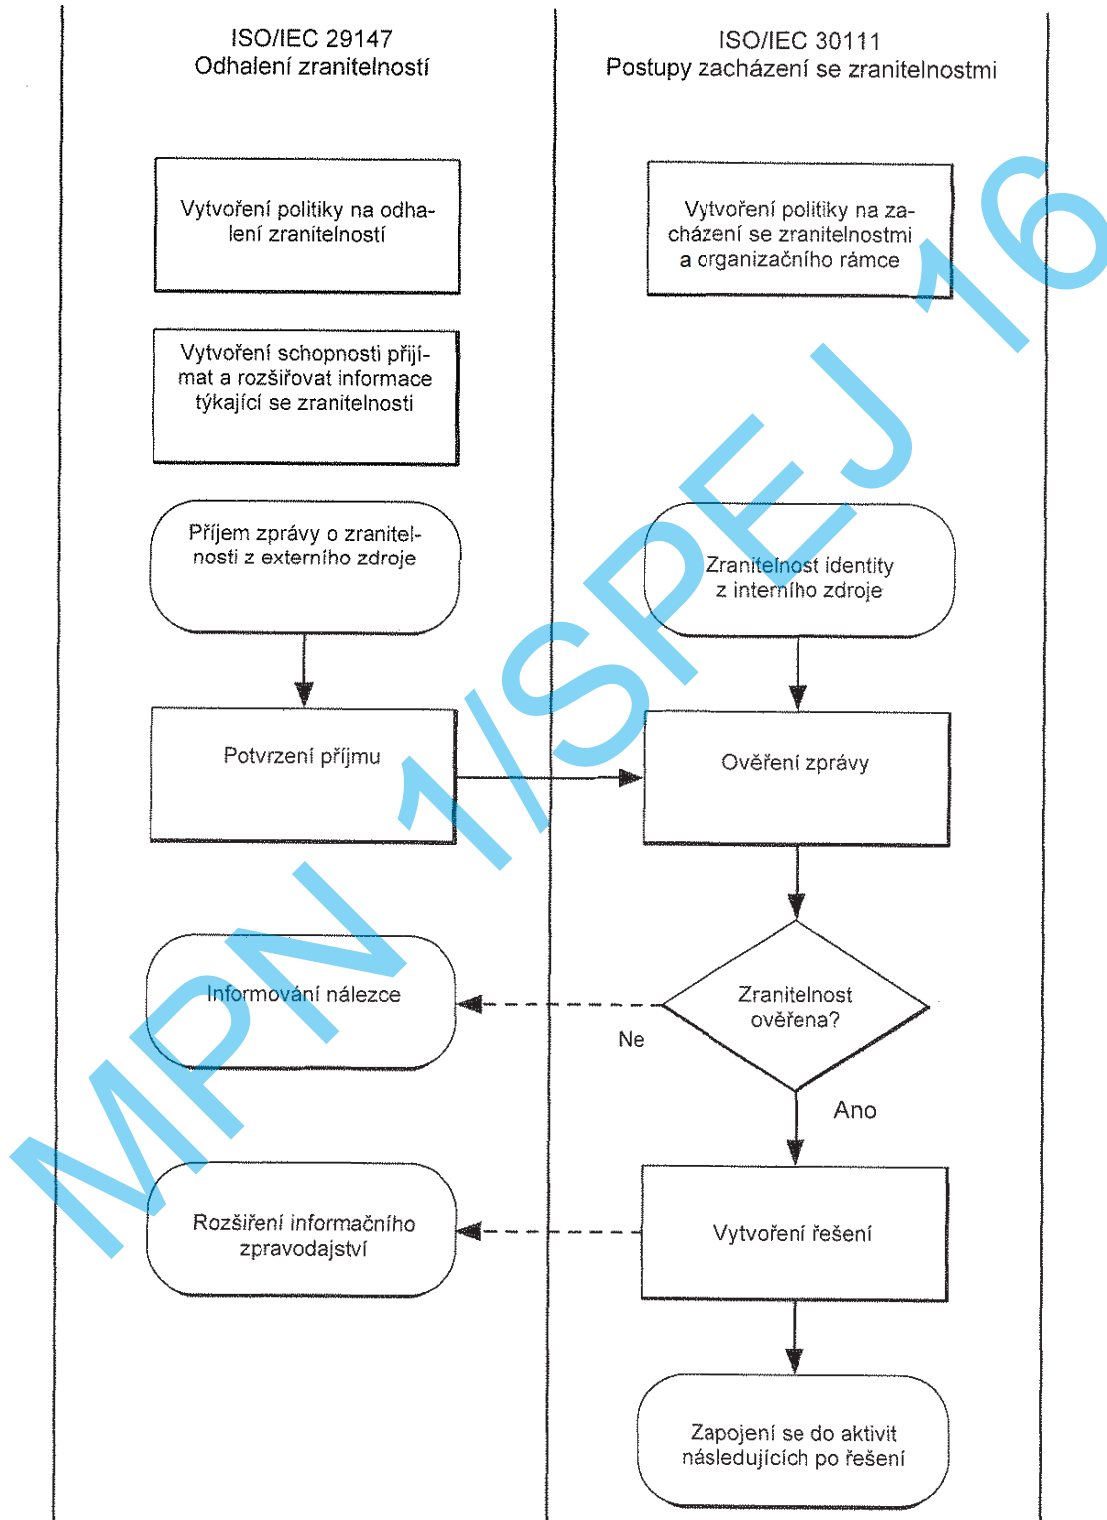 ISO/IEC 29147
Odhalení zranitelností
ISO/IEC 30111
Postupy zacházení se zranitelnostmi
Vytvoření politiky na odha-
lení zranitelností
Vytvoření politiky na za-
cházení se zranitelnostmi
a organizačního rámce
Vytvoření schopnosti přijí-
mat a rozšiřovat informace
týkající se zranitelnosti
Příjem zprávy o zranitel-
nosti z externího zdroje
Zranitelnost identity
z interního zdroje
Potvrzení příjmu
Ověření zprávy
Informování nálezce
Zranitelnost
ověřena?
Ne
Ano
Rozšíření informačního
zpravodajství
Vytvoření řešení
Zapojení se do aktivit
následujících po řešení
MPN 1/SPEJ 16